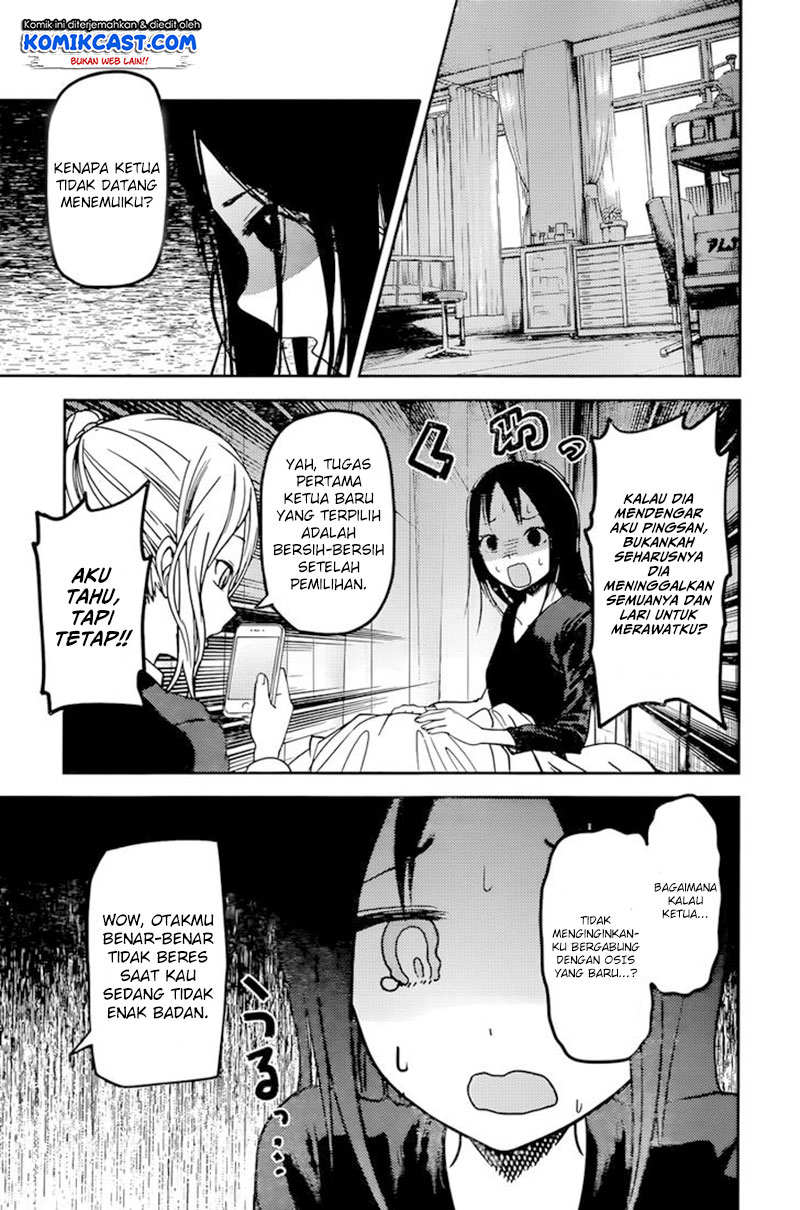 Komik ini diterjemahkan & diedit oleh
KOMIKCAST.COM
BUKAN WEB LAIN!!
KENAPA KETUA
TIDAK DATANG
MENEMUIKU?
KALAU DIA
MENDENGAR
AKU PINGSAN,
BUKANKAH
SEHARUSNYA
DIA
MENINGGALKAN
SEMUANYA DAN
LARI UNTUK
MERAWATKU?
YAH, TUGAS
PERTAMA
KETUA BARU
YANG TERPILIH
ADALAH
BERSIH-BERSIH
SETELAH
PEMILIHAN.
AKU
TAHU,
TAPI
TETAP!!
BAGAIMANA
KALAU
KETUA...
TIDAK
MENGINGINKAN-
KU BERGABUNG
DENGAN OSIS
YANG BARU...?
WOW, OTAKMU
BENAR-BENAR
TIDAK BERES
SAAT KAU
SEDANG TIDAK
ENAK BADAN.
うるっ…